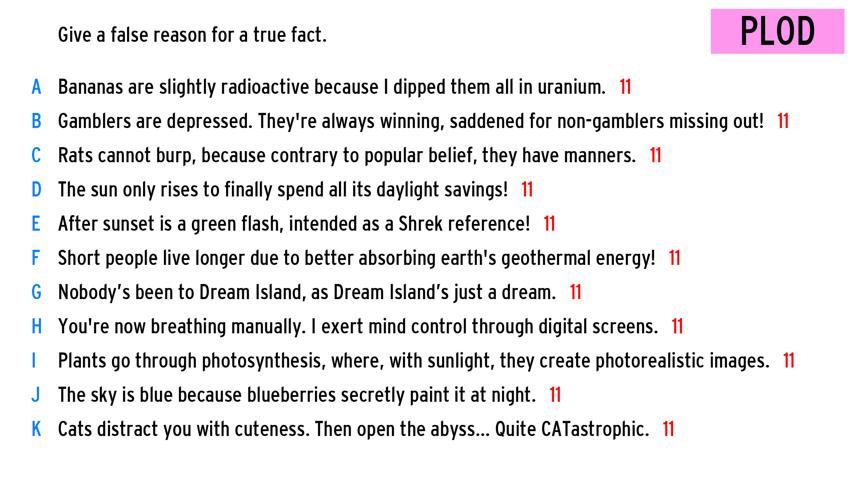 Give a false reason for a true fact.
PLOD
A Bananas are slightly radioactive because I dipped them all in uranium. 11
B Gamblers are depressed. They're always winning, saddened for non-gamblers missing out! 11
C Rats cannot burp, because contrary to popular belief, they have manners. 11
D The sun only rises to finally spend all its daylight savings! 11
E After sunset is a green flash, intended as a Shrek reference! 11
F Short people live longer due to better absorbing earth's geothermal energy! 11
G Nobody’s been to Dream Island, as Dream Island’s just a dream. 11
H You're now breathing manually. I exert mind control through digital screens. 11
I Plants go through photosynthesis, where, with sunlight, they create photorealistic images. 11
J The sky is blue because blueberries secretly paint it at night. 11
K Cats distract you with cuteness. Then open the abyss... Quite CATastrophic. 11